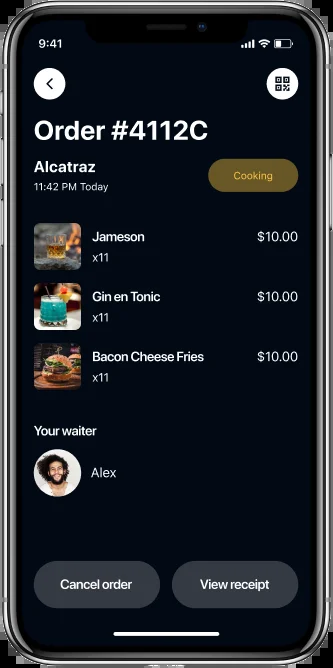 9:41
Order #4112C
Alcatraz
11:42 PM Today
Cooking
Jameson
$10.00
x11
Gin en Tonic
$10.00
x11
Bacon Cheese Fries
$10.00
x11
Your waiter
Alex
Cancel order
View receipt